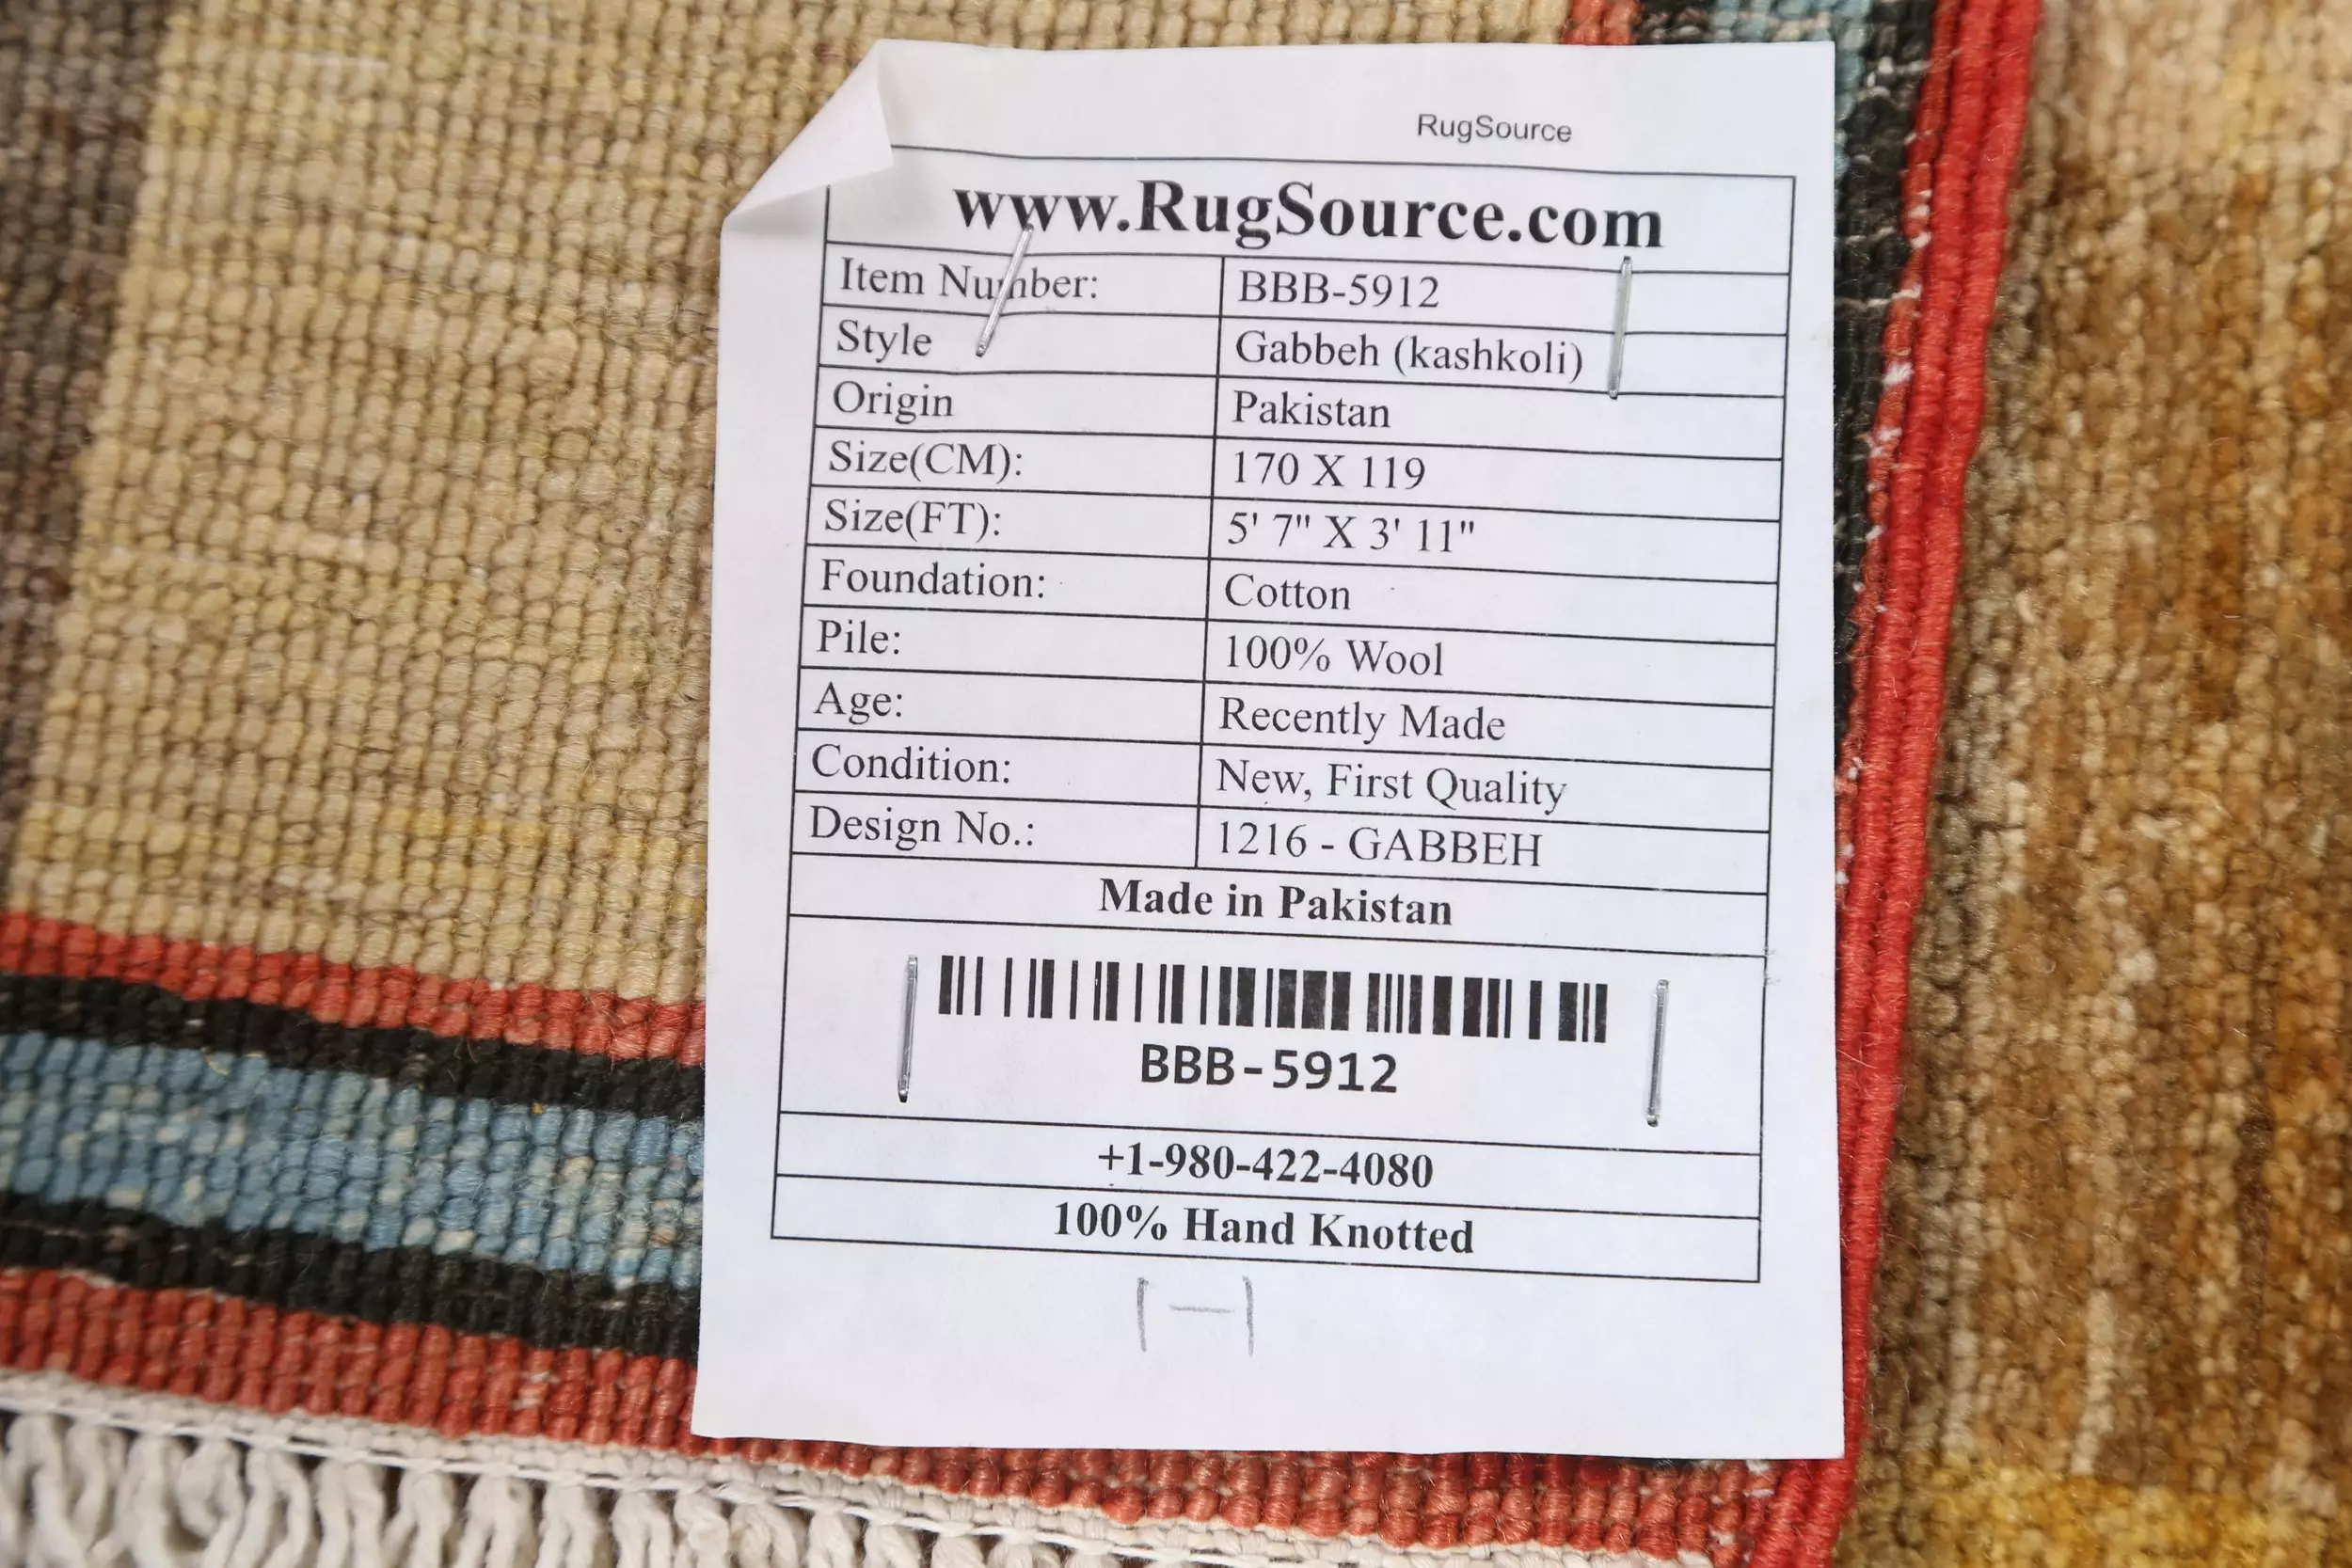 RugSource
www.RugSource.com
Item Number: BBB-5912
Style Gabbeh (kashkoli)
Origin Pakistan
Size(CM): 170 X 119
Size(FT): 5' 7" X 3' 11"
Foundation: Cotton
Pile: 100% Wool
Age: Recently Made
Condition: New, First Quality
Design No.: 1216 - GABBEH
Made in Pakistan
BBB-5912
+1-980-422-4080
100% Hand Knotted
1-1